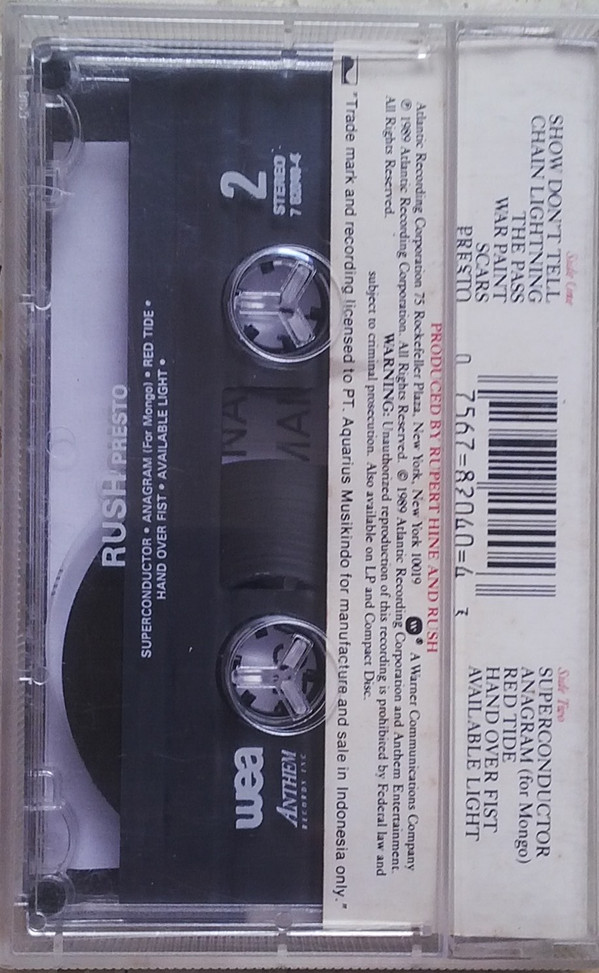 Side One
SHOW DON'T TELL
CHAIN LIGHTNING
THE PASS
WAR PAINT
SCARS
PRESTO
0 7567-82040-4
Side Two
SUPERCONDUCTOR
ANAGRAM (for Mongo)
RED TIDE
HAND OVER FIST
AVAILABLE LIGHT
PRODUCED BY RUPERT HINE AND RUSH
Atlantic Recording Corporation 75 Rockefeller Plaza, New York, New York 10019 W® A Warner Communications Company
℗ 1989 Atlantic Recording Corporation. All Rights Reserved. © 1989 Atlantic Recording Corporation and Anthem Entertainment.
All Rights Reserved. WARNING: Unauthorized reproduction of this recording is prohibited by Federal law and
subject to criminal prosecution. Also available on LP and Compact Disc.
"Trade mark and recording licensed to PT. Aquarius Musikindo for manufacture and sale in Indonesia only."
2
STEREO
ANTHEM
RECORDS INC
RUSH PRESTO
SUPERCONDUCTOR • ANAGRAM (For Mongo) • RED TIDE •
HAND OVER FIST • AVAILABLE LIGHT •